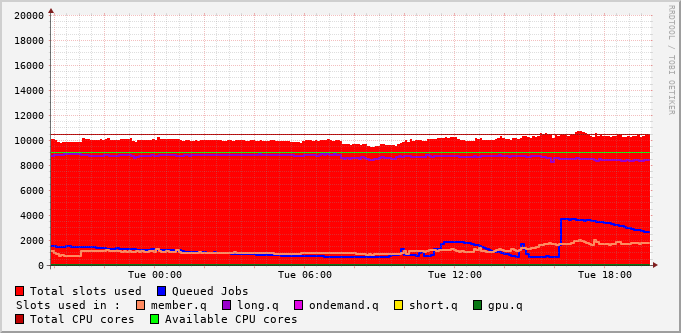 20000
18000
16000
14000
12000
10000
8000
6000
4000
2000
0
Tue 00:00 Tue 06:00 Tue 12:00 Tue 18:00
RRDTOOL / TOBI OETIKER
Total slots used Queued Jobs
Slots used in : member.q long.q ondemand.q short.q gpu.q
Total CPU cores Available CPU cores